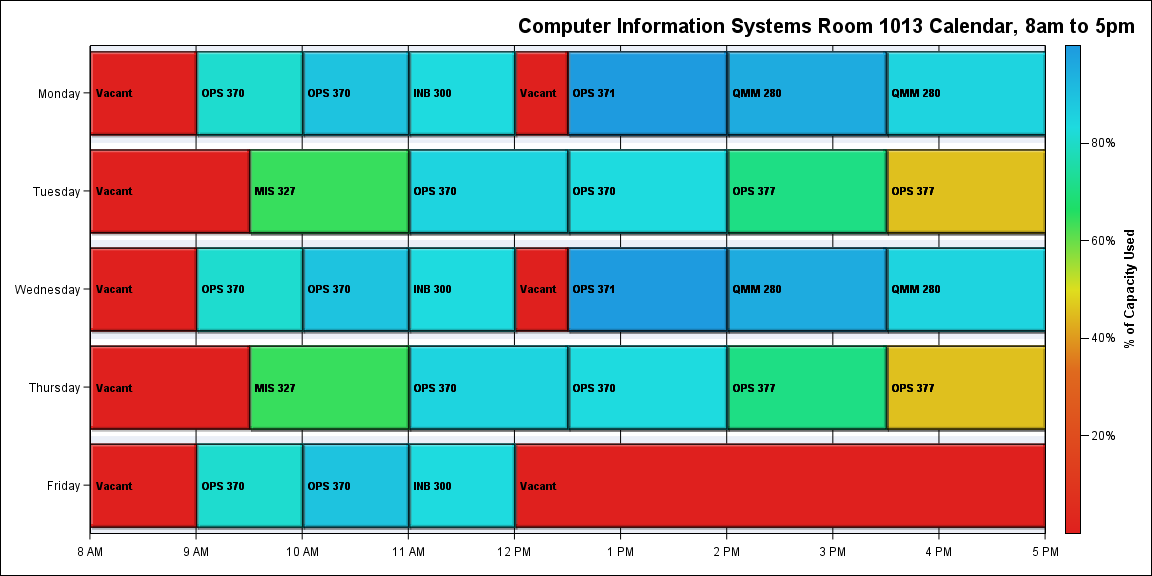 Computer Information Systems Room 1013 Calendar, 8am to 5pm
Monday
Vacant
OPS 370
OPS 370
INB 300
Vacant
OPS 371
QMM 280
QMM 280
Tuesday
Vacant
MIS 327
OPS 370
OPS 370
OPS 377
OPS 377
Wednesday
Vacant
OPS 370
OPS 370
INB 300
Vacant
OPS 371
QMM 280
QMM 280
Thursday
Vacant
MIS 327
OPS 370
OPS 370
OPS 377
OPS 377
Friday
Vacant
OPS 370
OPS 370
INB 300
Vacant
8 AM
9 AM
10 AM
11 AM
12 PM
1 PM
2 PM
3 PM
4 PM
5 PM
80%
60%
40%
20%
% of Capacity Used